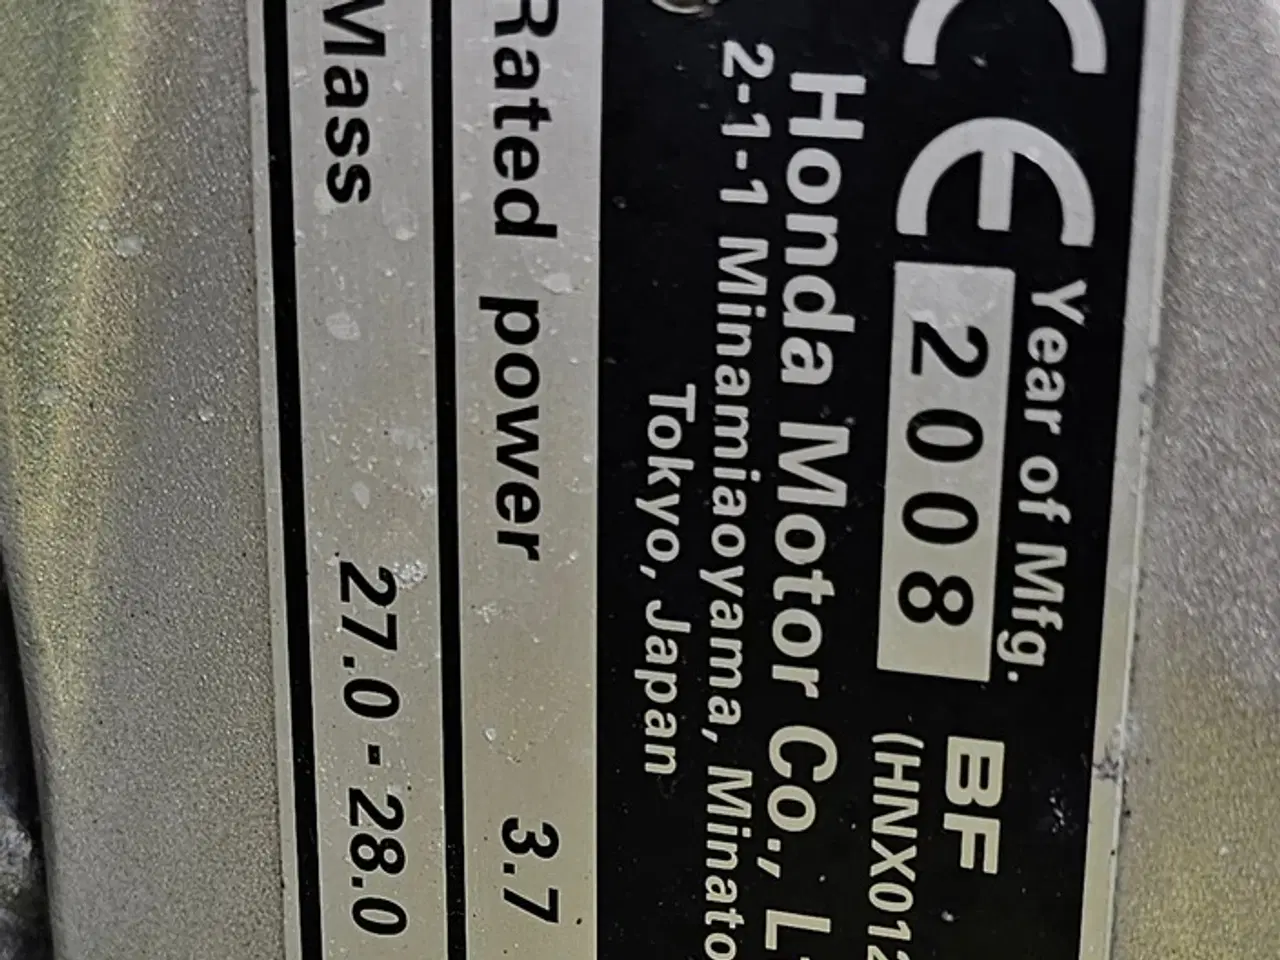 CE Year of Mfg.
2008 BF
(HNX012
Honda Motor Co., L
2-1-1 Minamiaoyama, Minato
Tokyo, Japan
Rated power 3.7
Mass 27.0 - 28.0